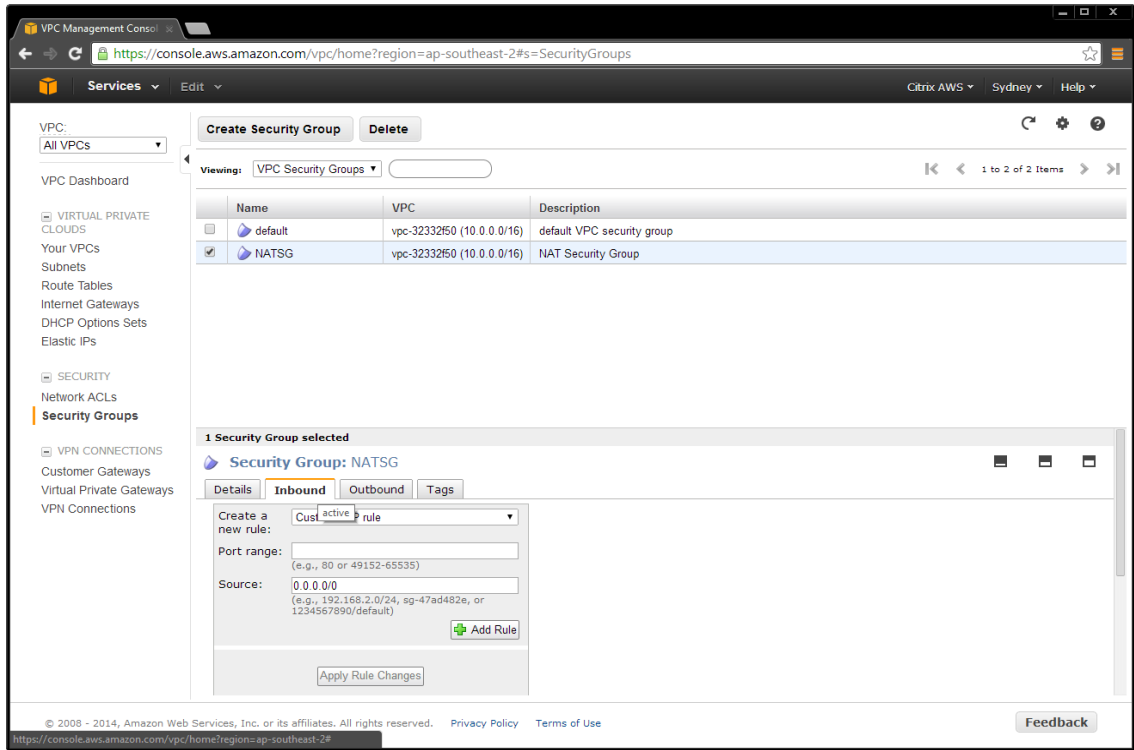 VPC Management Consol
https://console.aws.amazon.com/vpc/home?region=ap-southeast-2#s=SecurityGroups
Services Edit Citrix AWS Sydney Help
VPC:
All VPCs
VPC Dashboard
VIRTUAL PRIVATE
CLOUDS
Your VPCs
Subnets
Route Tables
Internet Gateways
DHCP Options Sets
Elastic IPs
SECURITY
Network ACLs
Security Groups
VPN CONNECTIONS
Customer Gateways
Virtual Private Gateways
VPN Connections
Create Security Group Delete
Viewing: VPC Security Groups 1 to 2 of 2 Items
Name VPC Description
default vpc-32332f50 (10.0.0.0/16) default VPC security group
NATSG vpc-32332f50 (10.0.0.0/16) NAT Security Group
1 Security Group selected
Security Group: NATSG
Details Inbound Outbound Tags
active
Create a
new rule:
Cust P rule
Port range:
(e.g., 80 or 49152-65535)
Source: 0.0.0.0/0
(e.g., 192.168.2.0/24, sg-47ad482e, or
1234567890/default)
Add Rule
Apply Rule Changes
© 2008 - 2014, Amazon Web Services, Inc. or its affiliates. All rights reserved. Privacy Policy Terms of Use Feedback
https://console.aws.amazon.com/vpc/home?region=ap-southeast-2#